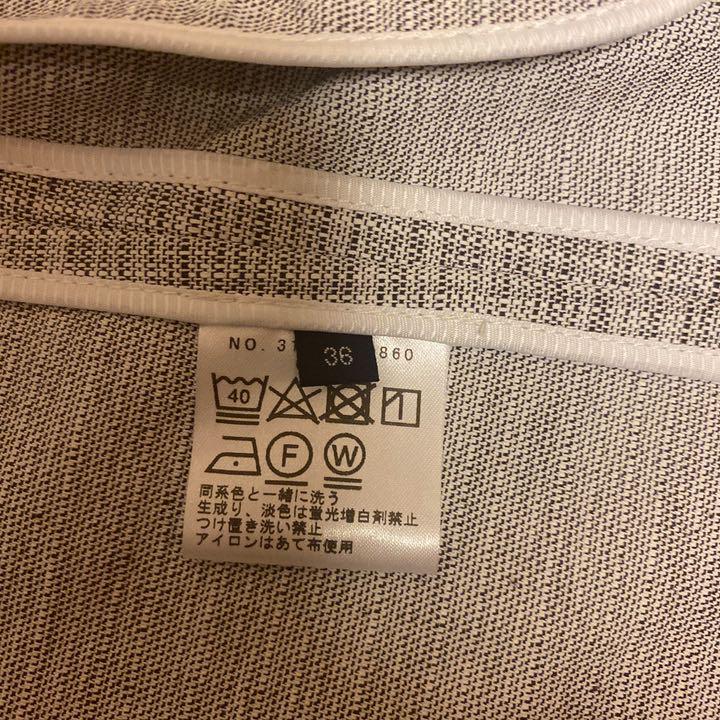 NO. 3
36
860
40
F
W
同系色と一緒に洗う
生成り、淡色は蛍光増白剤禁止
つけ置き洗い禁止
アイロンはあて布使用